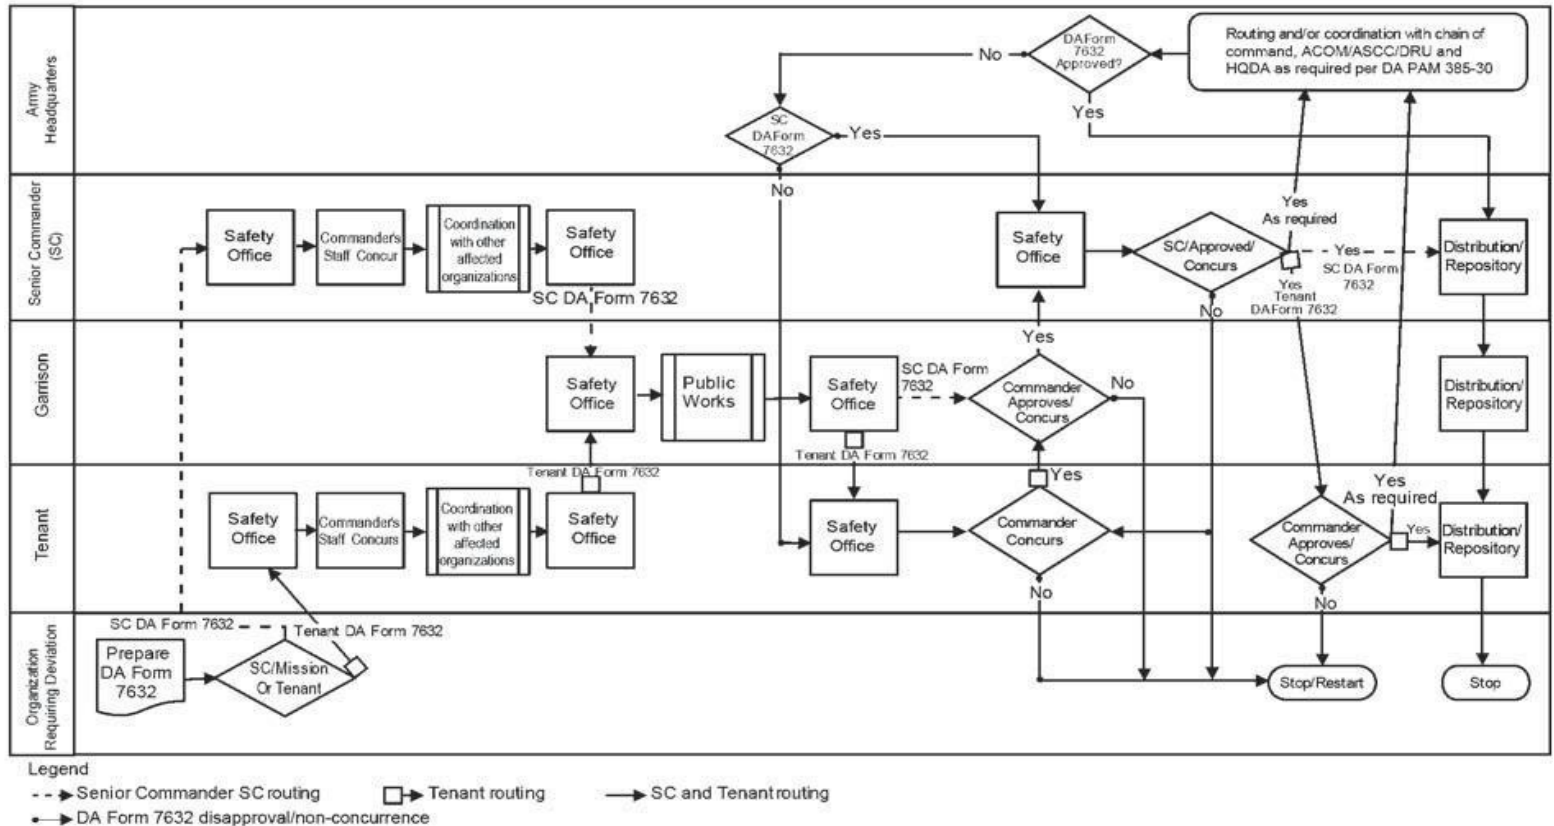 Army
Headquarters
No
DA Form
7632
Approved?
Routing and/or coordination with chain of
command, ACOM/ASCC/DRU and
HQDA as required per DA PAM 385-30
Yes
SC
DA Form
7632
Yes
No
Senior Commander
(SC)
Safety
Office
Commander's
Staff Concur
Coordination
with other
affected
organizations
Safety
Office
SC DA Form 7632
Safety
Office
SC/Approved/
Concurs
Yes
As required
Yes
SC DA Form
7632
Yes
Tenant
DA Form 7632
No
Distribution/
Repository
Garrison
Safety
Office
Public
Works
Safety
Office
SC DA Form
7632
Yes
Commander
Approves/
Concurs
No
Distribution/
Repository
Tenant DA Form 7632
Tenant DA Form 7632
Tenant
Safety
Office
Commander's
Staff Concurs
Coordination
with other
affected
organizations
Safety
Office
Safety
Office
Yes
Commander
Concurs
No
Yes
As required
Commander
Approves/
Concurs
Yes
No
Distribution/
Repository
Organization
Requiring Deviation
SC DA Form 7632
Tenant DA Form 7632
Prepare
DA Form
7632
SC/Mission
Or Tenant
Stop/Restart
Stop
Legend
Senior Commander SC routing
Tenant routing
SC and Tenant routing
DA Form 7632 disapproval/non-concurrence